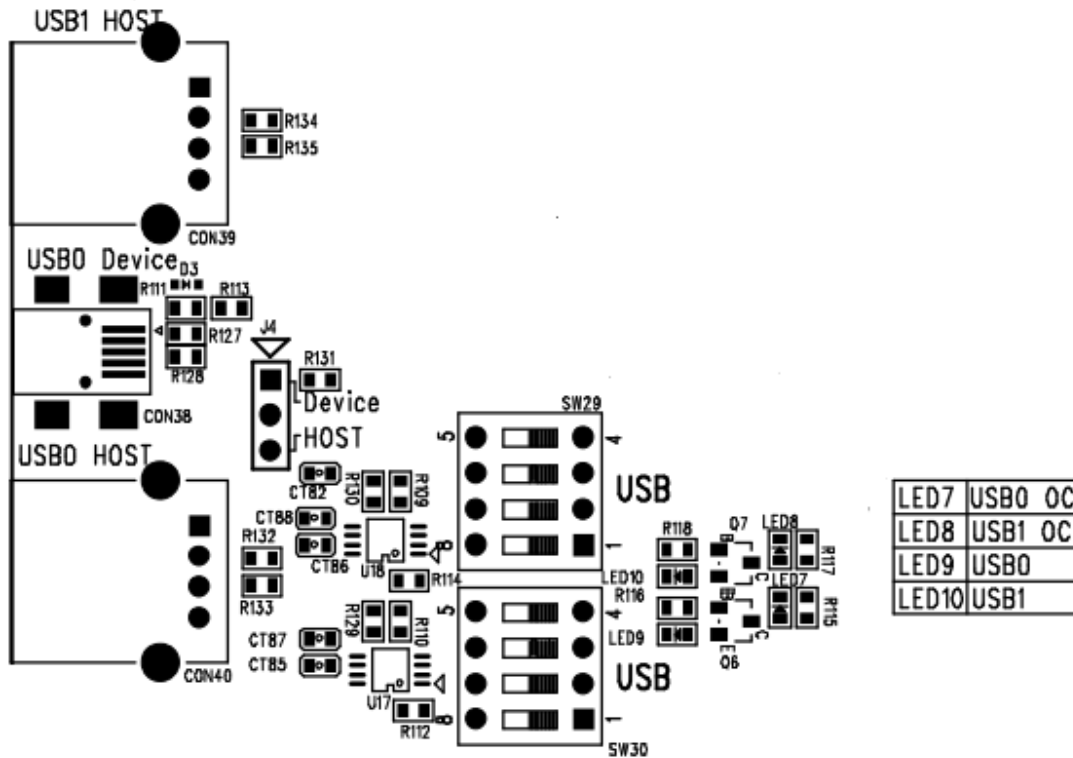 USB1 HOST
R134
R135
CON39
USB0 Device
D3
R111
R113
R127
R128
J4
R131
Device
HOST
CON38
USB0 HOST
CT82
R130
R109
CT88
CT86
U18
R114
R132
R133
CON40
R129
R110
CT87
CT85
U17
R112
SW29
5
4
USB
8
1
5
4
USB
8
1
SW30
R118
Q7
LED8
B
C
R117
LED10
R116
LED7
R115
LED9
C
E
Q6
LED7 USB0 OC
LED8 USB1 OC
LED9 USB0
LED10 USB1